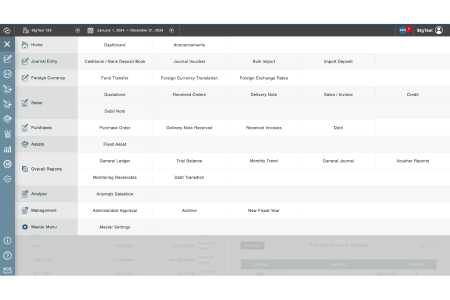 StgTest 123 January 1, 2024 — December 31, 2024 StgTest
Home Dashboard Announcements
Journal Entry Cashbook / Bank Deposit Book Journal Voucher Bulk Import Import Deposit
Foreign Currency Fund Transfer Foreign Currency Translation Foreign Exchange Rates
Sales Quotations Received Orders Delivery Note Sales / Invoice Credit
Debit Note
Purchases Purchase Order Delivery Note Received Received Invoices Debt
Assets Fixed Asset
Overall Reports General Ledger Trial Balance Monthly Trend General Journal Voucher Reports
Monitoring Receivables Debt Transition
Analyse Anomaly Detection
Management Administrator Approval Archive New Fiscal Year
Master Menu Master Settings